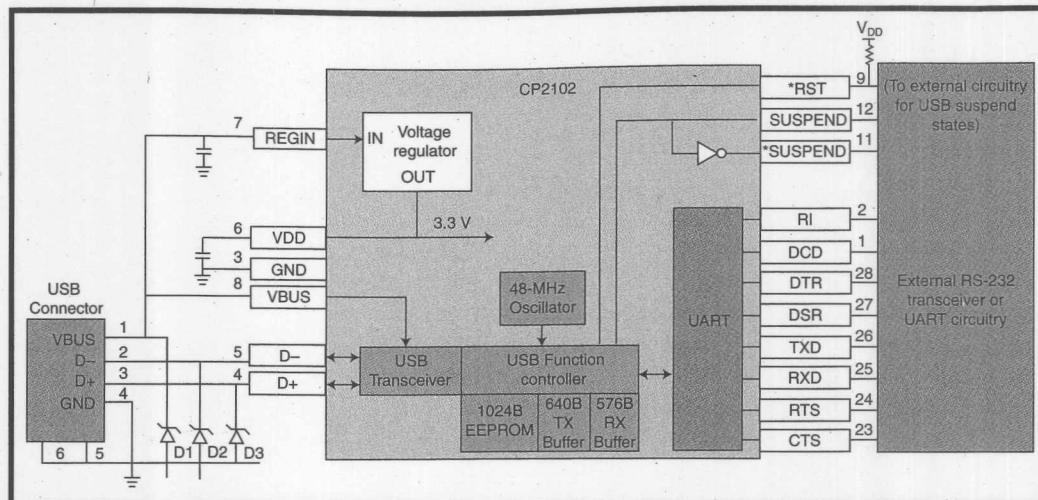 V_DD
CP2102
9
*RST
(To external circuitry
for USB suspend
states)
12
SUSPEND
11
*SUSPEND
7
REGIN
IN
Voltage
regulator
OUT
3.3 V
6
VDD
3
GND
8
VBUS
48-MHz
Oscillator
UART
2
RI
1
DCD
28
DTR
27
DSR
26
TXD
25
RXD
24
RTS
23
CTS
External RS-232
transceiver or
UART circuitry
USB
Connector
VBUS
1
D–
2
D+
3
GND
4
6
5
D1
D2
D3
5
D–
4
D+
USB
Transceiver
USB Function
controller
1024B
EEPROM
640B
TX
Buffer
576B
RX
Buffer